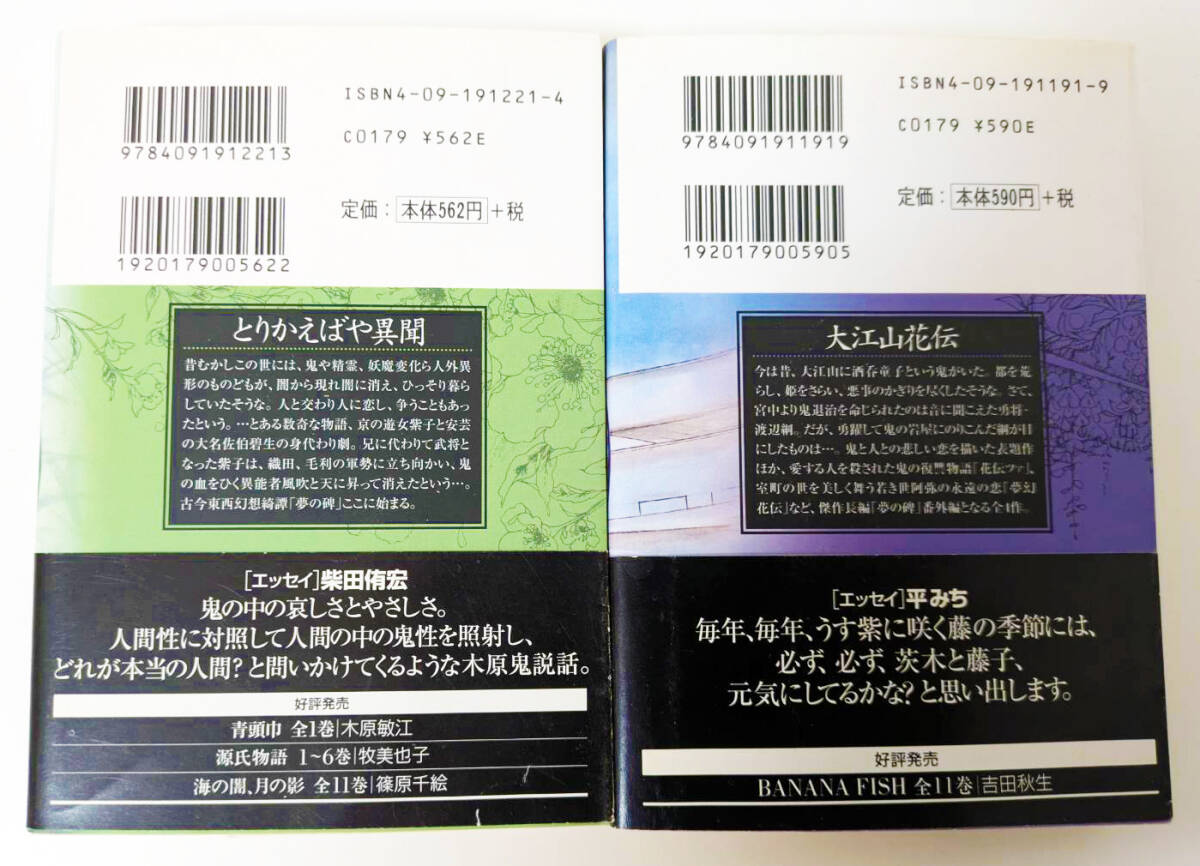 ISBN4-09-191221-4
9784091912213
C0179 ¥562E
定価：本体562円+税
1920179005622
とりかえばや異聞
昔むかしこの世には、鬼や精霊、妖魔変化ら人外異
形のものどもが、闇から現れ闇に消え、ひっそり暮ら
していたそうな。人と交わり人に恋し、争うこともあっ
たという。…とある数奇な物語、京の遊女紫子と安芸
の大名佐伯碧生の身代わり劇。兄に代わって武将と
なった紫子は、織田、毛利の軍勢に立ち向かい、鬼
の血をひく異能者風吹と天に昇って消えたという…。
古今東西幻想綺譚「夢の碑」ここに始まる。
[エッセイ]柴田侑宏
鬼の中の哀しさとやさしさ。
人間性に対照して人間の中の鬼性を照射し、
どれが本当の人間？と問いかけてくるような木原鬼説話。
好評発売
青頭巾 全1巻|木原敏江
源氏物語 1～6巻|牧美也子
海の闇、月の影 全11巻|篠原千絵
ISBN4-09-191191-9
9784091911919
C0179 ¥590E
定価：本体590円+税
1920179005905
大江山花伝
今は昔、大江山に酒呑童子という鬼がいた。都を荒
らし、姫をさらい、悪事のかぎりを尽くしたそうな。さて、
宮中より鬼退治を命じられたのは音に聞こえた勇将・
渡辺綱。だが、勇躍して鬼の岩屋にのりこんだ綱が目
にしたものは…。鬼と人との悲しい恋を描いた表題作
ほか、愛する人を殺された鬼の復讐物語「花伝ツァ」、
室町の世を美しく舞う若き世阿弥の永遠の恋「夢幻
花伝」など、傑作長編「夢の碑」番外編となる全4作。
[エッセイ]平みち
毎年、毎年、うす紫に咲く藤の季節には、
必ず、必ず、茨木と藤子、
元気にしてるかな？と思い出します。
好評発売
BANANA FISH 全11巻|吉田秋生